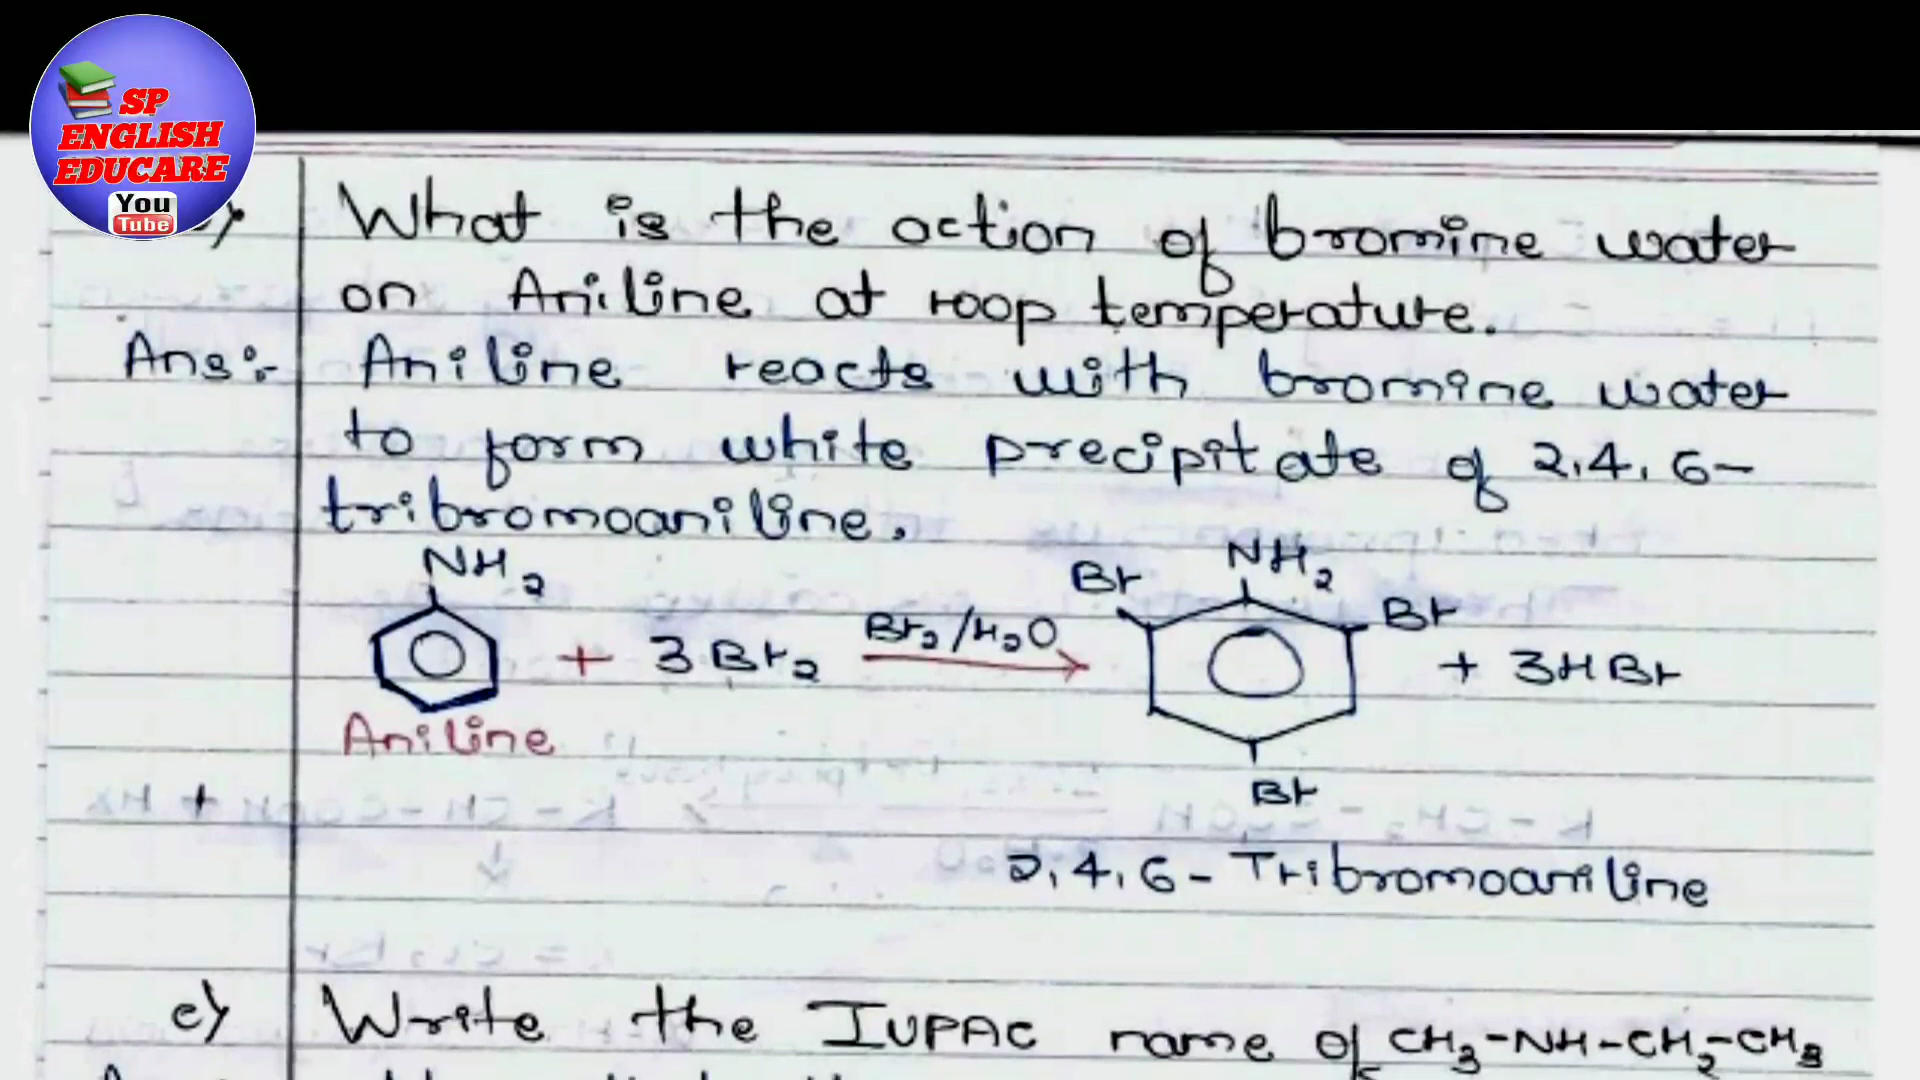 SP
ENGLISH
EDUCARE
You
Tube
What is the action of bromine water
on Aniline at roop temperature.
Ans:- Aniline reacts with bromine water
to form white precipitate of 2,4,6-
tribromoaniline.
NH2 Br NH2 Br
+ 3Br2 Br2/H2O + 3HBr
Aniline
Br
2,4,6-Tribromoaniline
e) Write the IUPAC name of CH3-NH-CH2-CH3